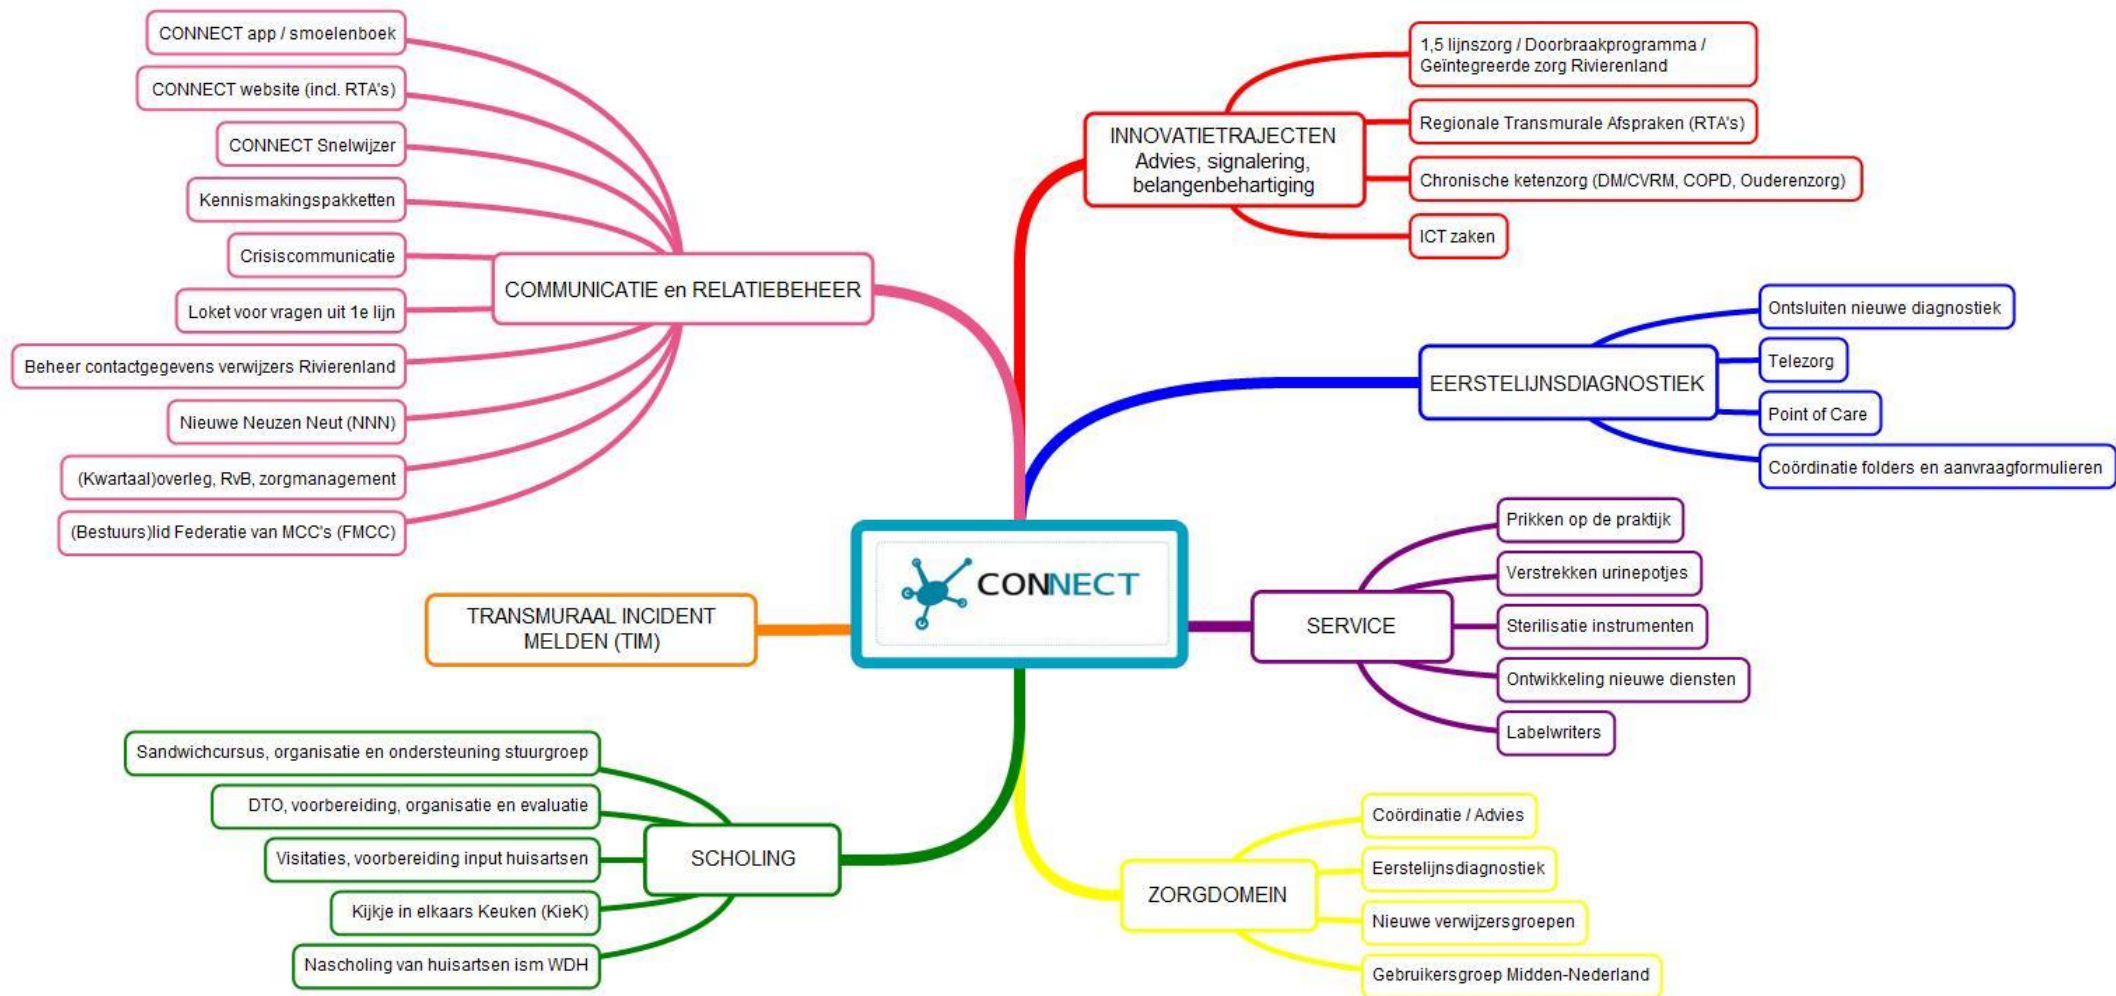 CONNECT app / smoelenboek
CONNECT website (incl. RTA's)
CONNECT Snelwijzer
Kennismakingspakketten
Crisiscommunicatie
Loket voor vragen uit 1e lijn
Beheer contactgegevens verwijzers Rivierenland
Nieuwe Neuzen Neut (NNN)
(Kwartaal)overleg, RvB, zorgmanagement
(Bestuurs)lid Federatie van MCC's (FMCC)
COMMUNICATIE en RELATIEBEHEER
INNOVATIETRAJECTEN
Advies, signalering,
belangenbehartiging
1,5 lijnszorg / Doorbraakprogramma /
Geïntegreerde zorg Rivierenland
Regionale Transmurale Afspraken (RTA's)
Chronische ketenzorg (DM/CVRM, COPD, Ouderenzorg)
ICT zaken
EERSTELIJNSDIAGNOSTIEK
Ontsluiten nieuwe diagnostiek
Telezorg
Point of Care
Coördinatie folders en aanvraagformulieren
CONNECT
TRANSMURAAL INCIDENT
MELDEN (TIM)
SERVICE
Prikken op de praktijk
Verstrekken urinepotjes
Sterilisatie instrumenten
Ontwikkeling nieuwe diensten
Labelwriters
Sandwichcursus, organisatie en ondersteuning stuurgroep
DTO, voorbereiding, organisatie en evaluatie
Visitaties, voorbereiding input huisartsen
Kijkje in elkaars Keuken (KieK)
Nascholing van huisartsen ism WDH
SCHOLING
ZORGDOMEIN
Coördinatie / Advies
Eerstelijnsdiagnostiek
Nieuwe verwijzersgroepen
Gebruikersgroep Midden-Nederland